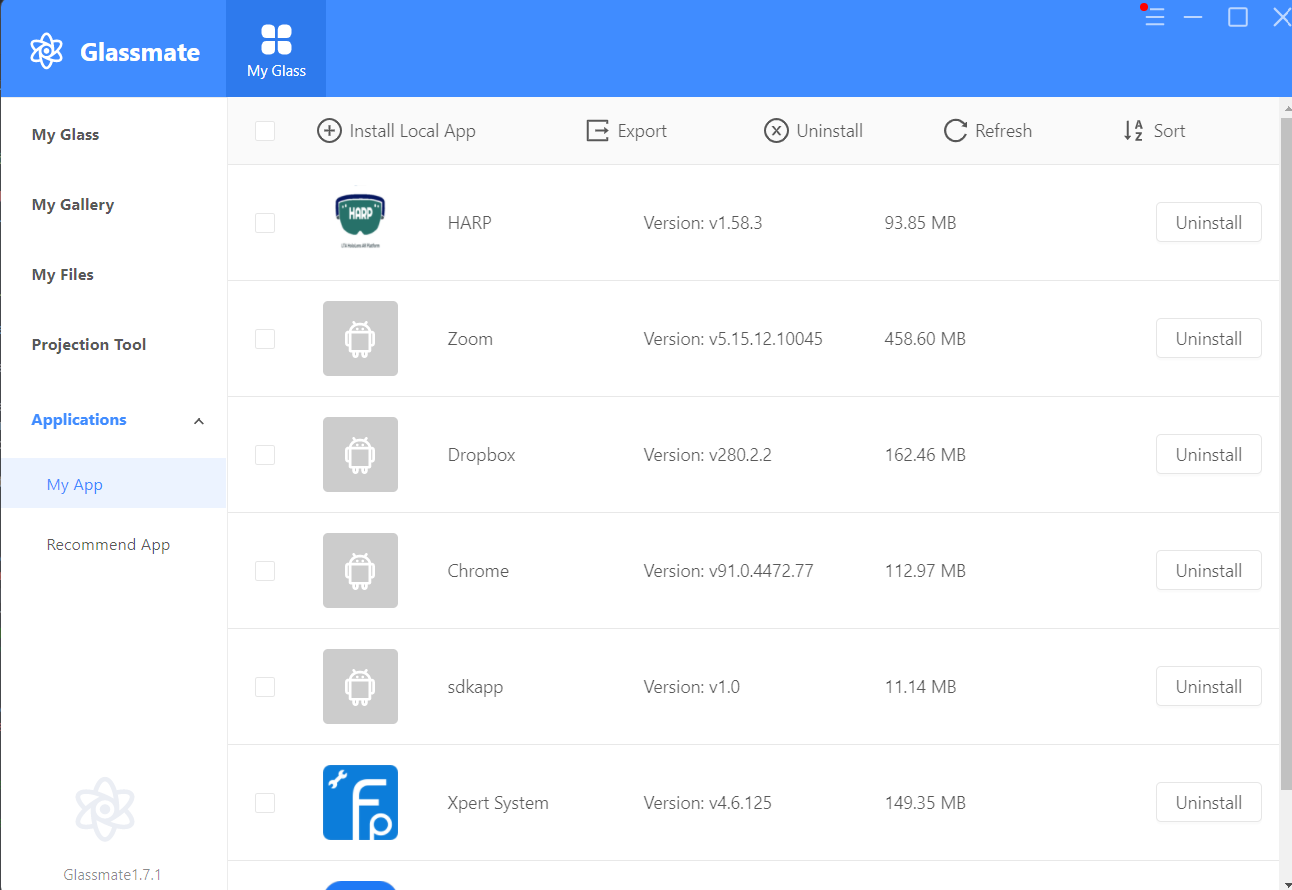 Glassmate
My Glass
My Glass
My Gallery
My Files
Projection Tool
Applications
My App
Recommend App
Glassmate1.7.1
Install Local App Export Uninstall Refresh Sort
HARP
HARP Version: v1.58.3 93.85 MB Uninstall
Zoom Version: v5.15.12.10045 458.60 MB Uninstall
Dropbox Version: v280.2.2 162.46 MB Uninstall
Chrome Version: v91.0.4472.77 112.97 MB Uninstall
sdkapp Version: v1.0 11.14 MB Uninstall
Fp
Xpert System Version: v4.6.125 149.35 MB Uninstall